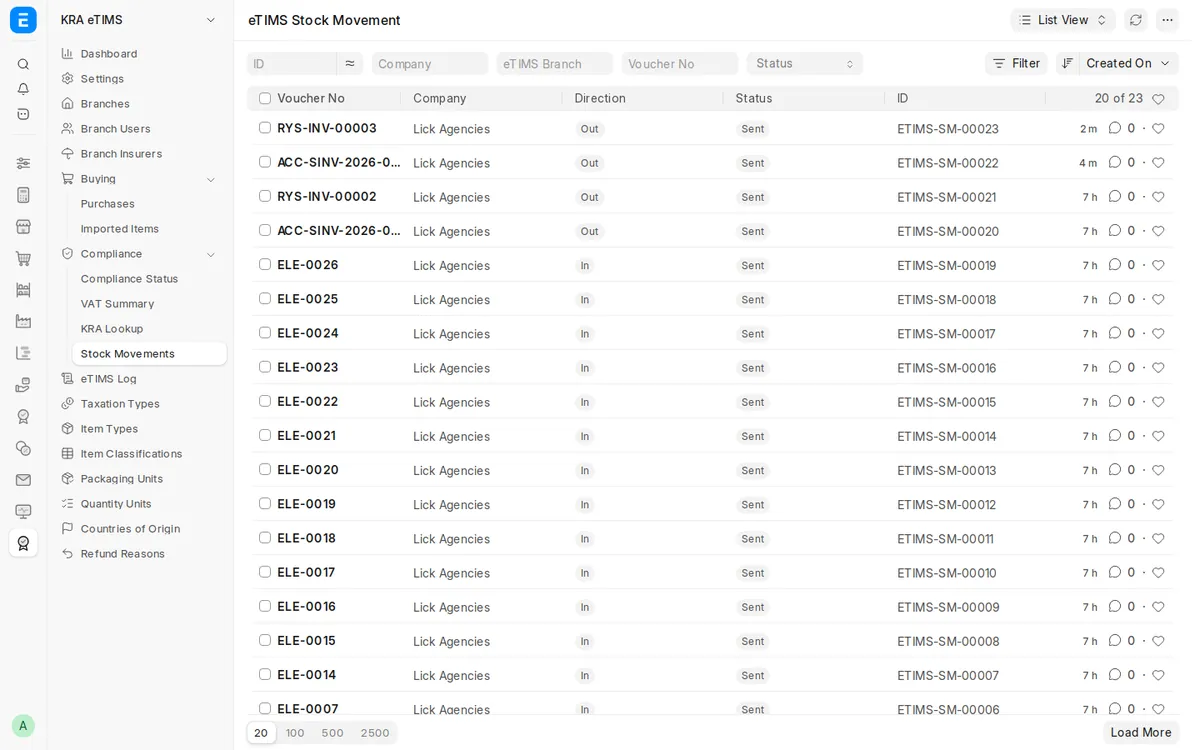 KRA eTIMS
eTIMS Stock Movement
List View
Dashboard
Settings
Branches
Branch Users
Branch Insurers
Buying
Purchases
Imported Items
Compliance
Compliance Status
VAT Summary
KRA Lookup
Stock Movements
eTIMS Log
Taxation Types
Item Types
Item Classifications
Packaging Units
Quantity Units
Countries of Origin
Refund Reasons
A
ID ≈ Company eTIMS Branch Voucher No Status Filter Created On
Voucher No Company Direction Status ID 20 of 23
RYS-INV-00003 Lick Agencies Out Sent ETIMS-SM-00023 2 m 0 ·
ACC-SINV-2026-0... Lick Agencies Out Sent ETIMS-SM-00022 4 m 0 ·
RYS-INV-00002 Lick Agencies Out Sent ETIMS-SM-00021 7 h 0 ·
ACC-SINV-2026-0... Lick Agencies Out Sent ETIMS-SM-00020 7 h 0 ·
ELE-0026 Lick Agencies In Sent ETIMS-SM-00019 7 h 0 ·
ELE-0025 Lick Agencies In Sent ETIMS-SM-00018 7 h 0 ·
ELE-0024 Lick Agencies In Sent ETIMS-SM-00017 7 h 0 ·
ELE-0023 Lick Agencies In Sent ETIMS-SM-00016 7 h 0 ·
ELE-0022 Lick Agencies In Sent ETIMS-SM-00015 7 h 0 ·
ELE-0021 Lick Agencies In Sent ETIMS-SM-00014 7 h 0 ·
ELE-0020 Lick Agencies In Sent ETIMS-SM-00013 7 h 0 ·
ELE-0019 Lick Agencies In Sent ETIMS-SM-00012 7 h 0 ·
ELE-0018 Lick Agencies In Sent ETIMS-SM-00011 7 h 0 ·
ELE-0017 Lick Agencies In Sent ETIMS-SM-00010 7 h 0 ·
ELE-0016 Lick Agencies In Sent ETIMS-SM-00009 7 h 0 ·
ELE-0015 Lick Agencies In Sent ETIMS-SM-00008 7 h 0 ·
ELE-0014 Lick Agencies In Sent ETIMS-SM-00007 7 h 0 ·
ELE-0007 Lick Agencies In Sent ETIMS-SM-00006 7 h 0 ·
20 100 500 2500 Load More